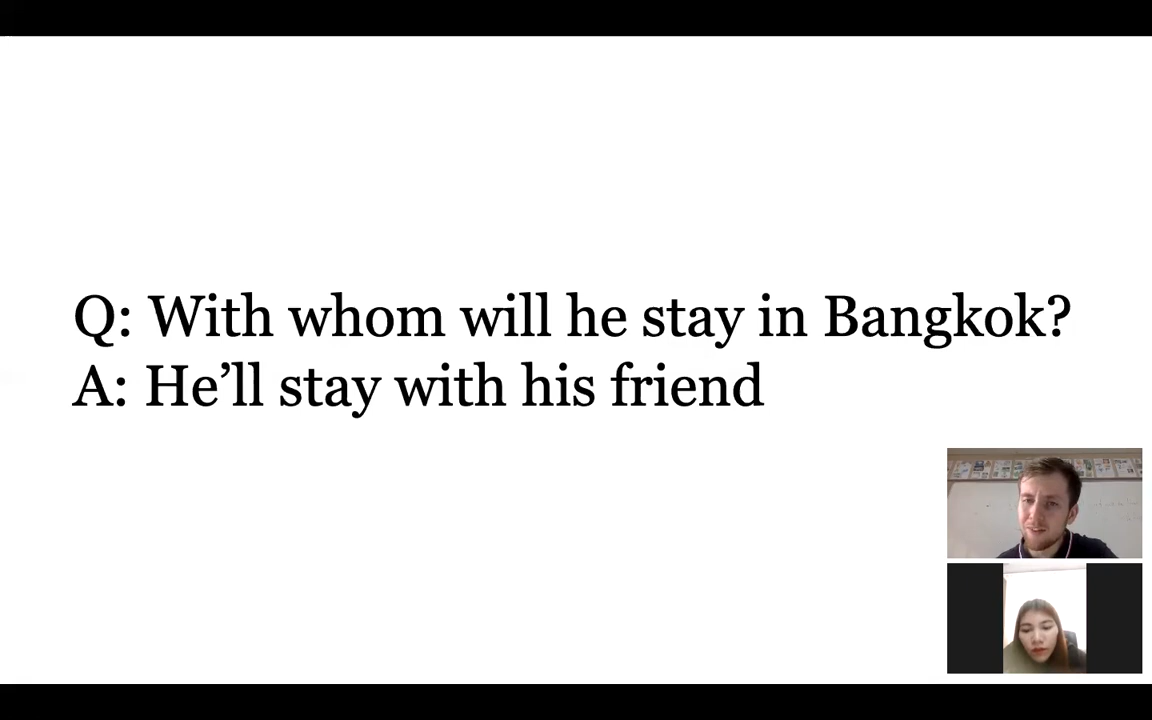 Q: With whom will he stay in Bangkok?
A: He’ll stay with his friend